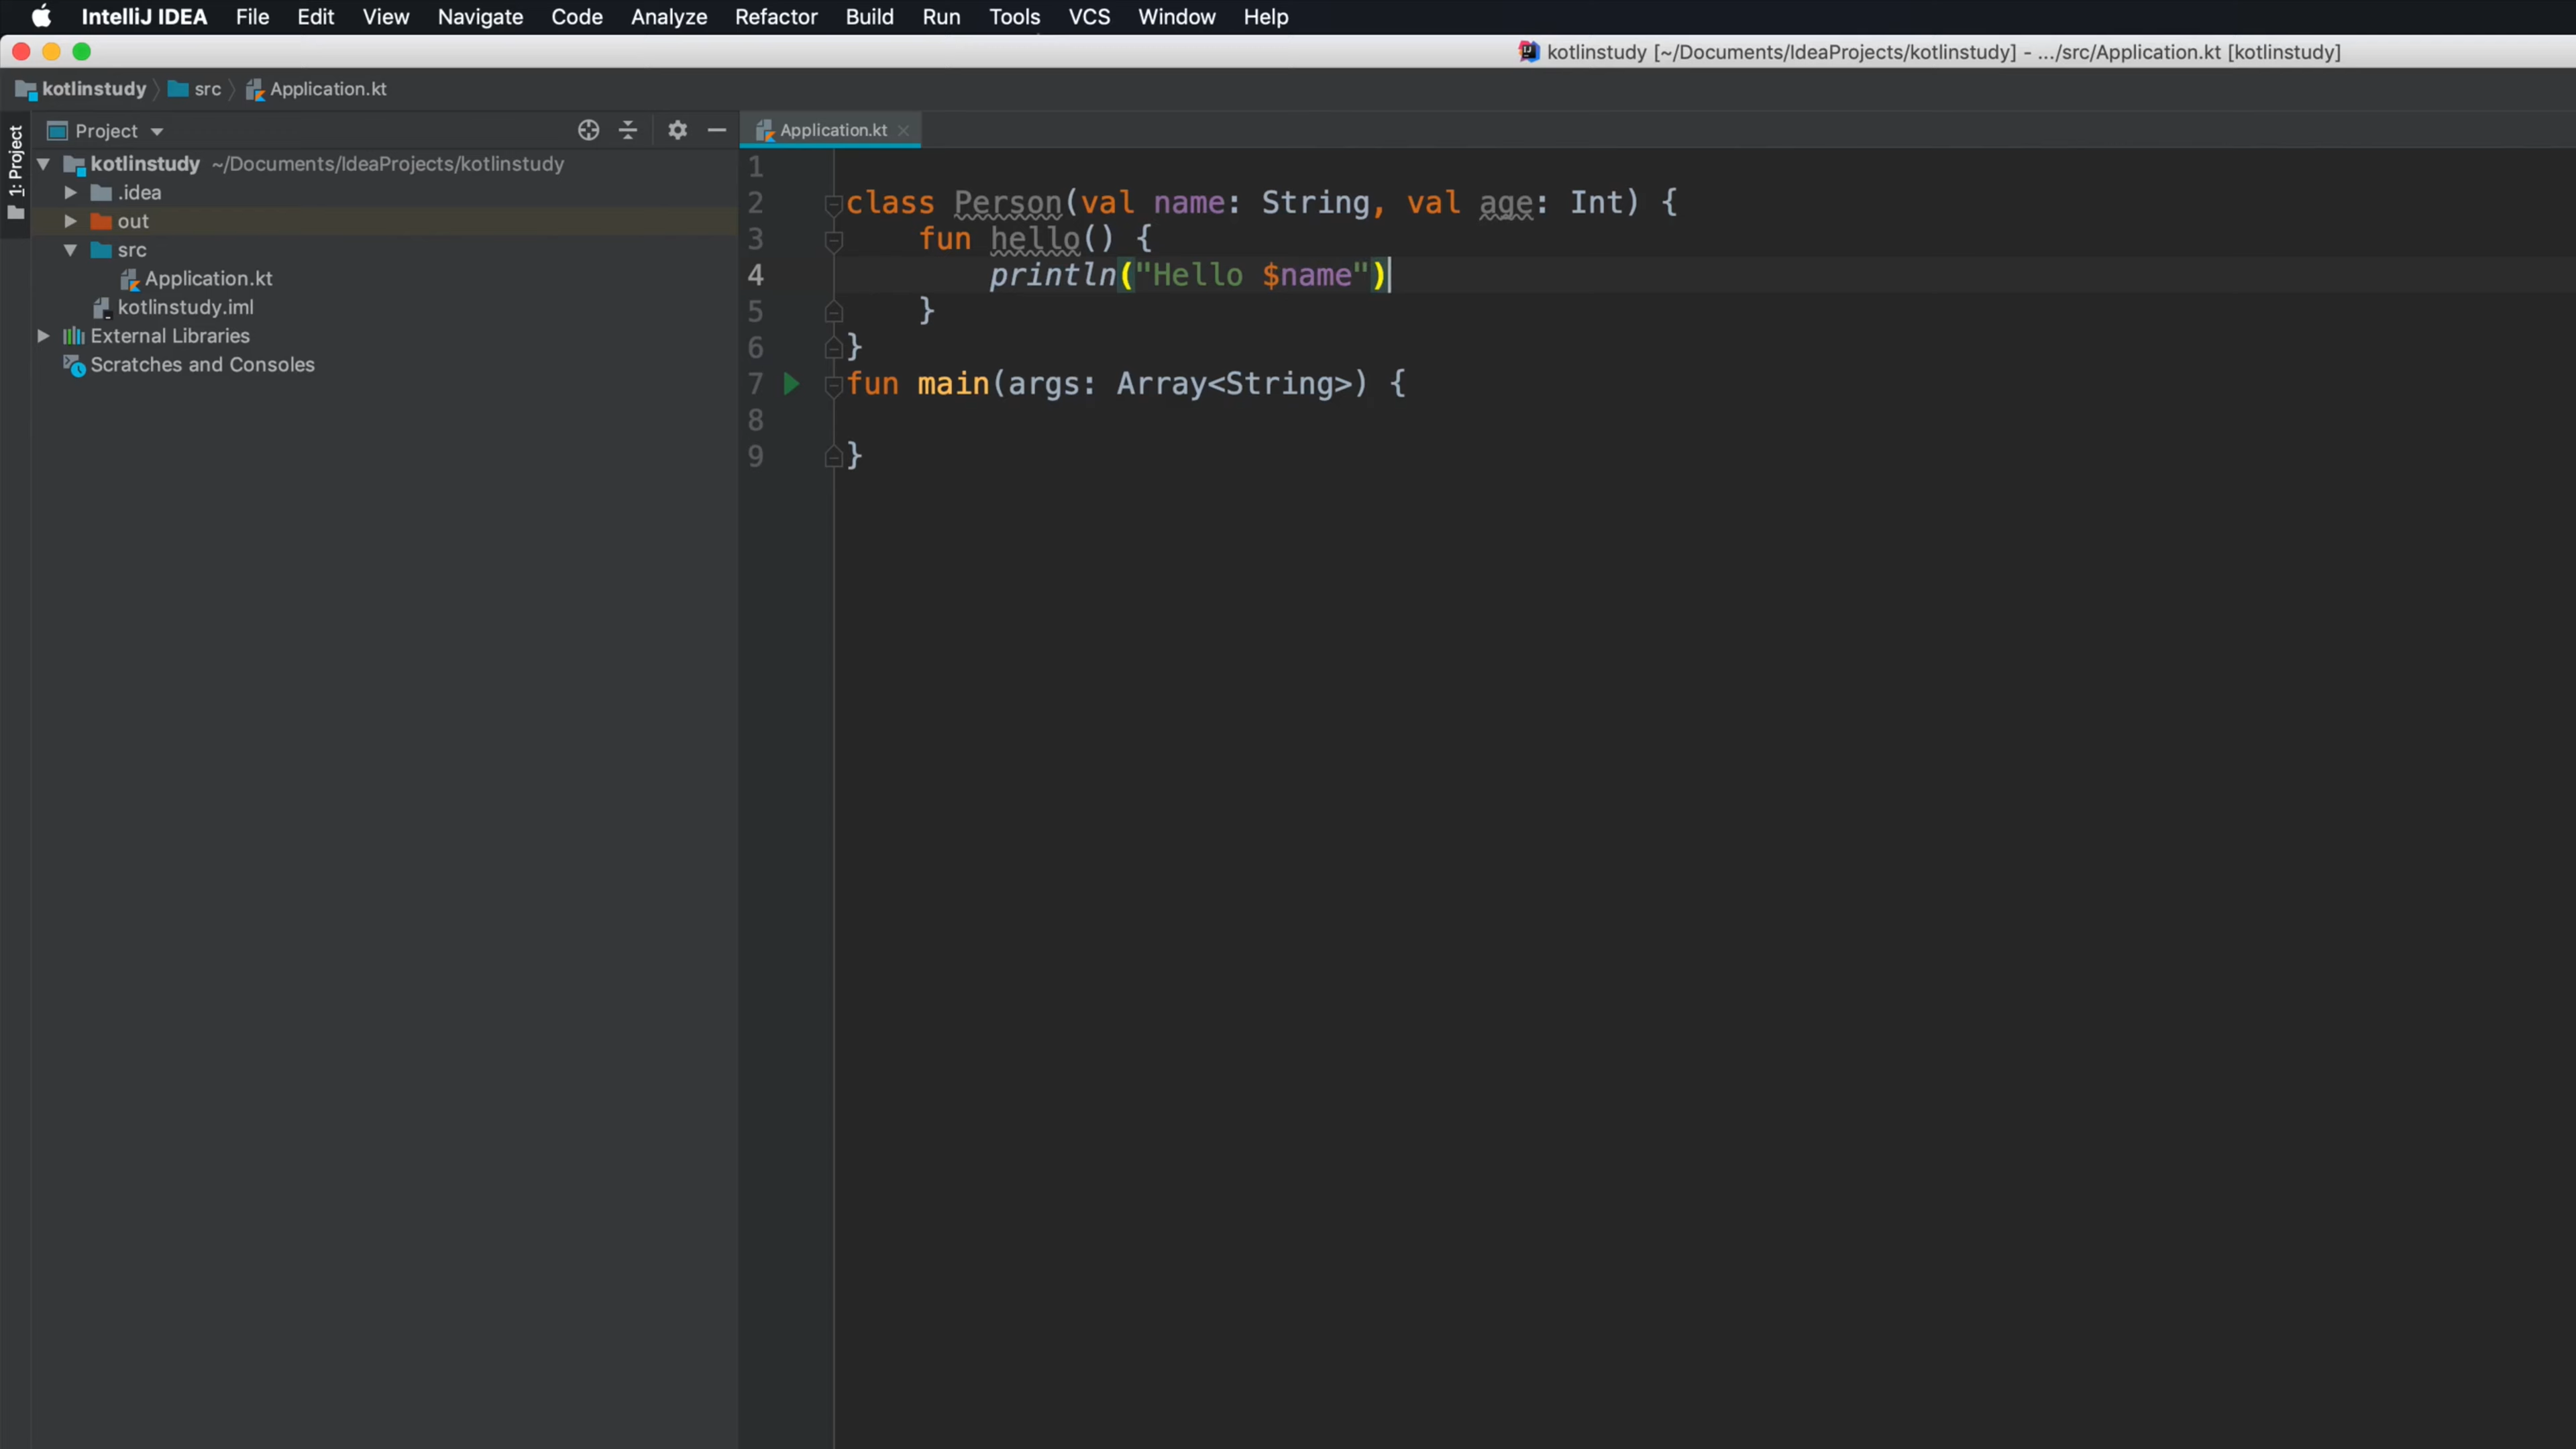 IntelliJ IDEA File Edit View Navigate Code Analyze Refactor Build Run Tools VCS Window Help
kotlinstudy [~/Documents/IdeaProjects/kotlinstudy] - .../src/Application.kt [kotlinstudy]
kotlinstudy src Application.kt
1: Project
Project
kotlinstudy ~/Documents/IdeaProjects/kotlinstudy
.idea
out
src
Application.kt
kotlinstudy.iml
External Libraries
Scratches and Consoles
Application.kt
1
2 class Person(val name: String, val age: Int) {
3 fun hello() {
4 println("Hello $name")
5 }
6 }
7 fun main(args: Array<String>) {
8
9 }